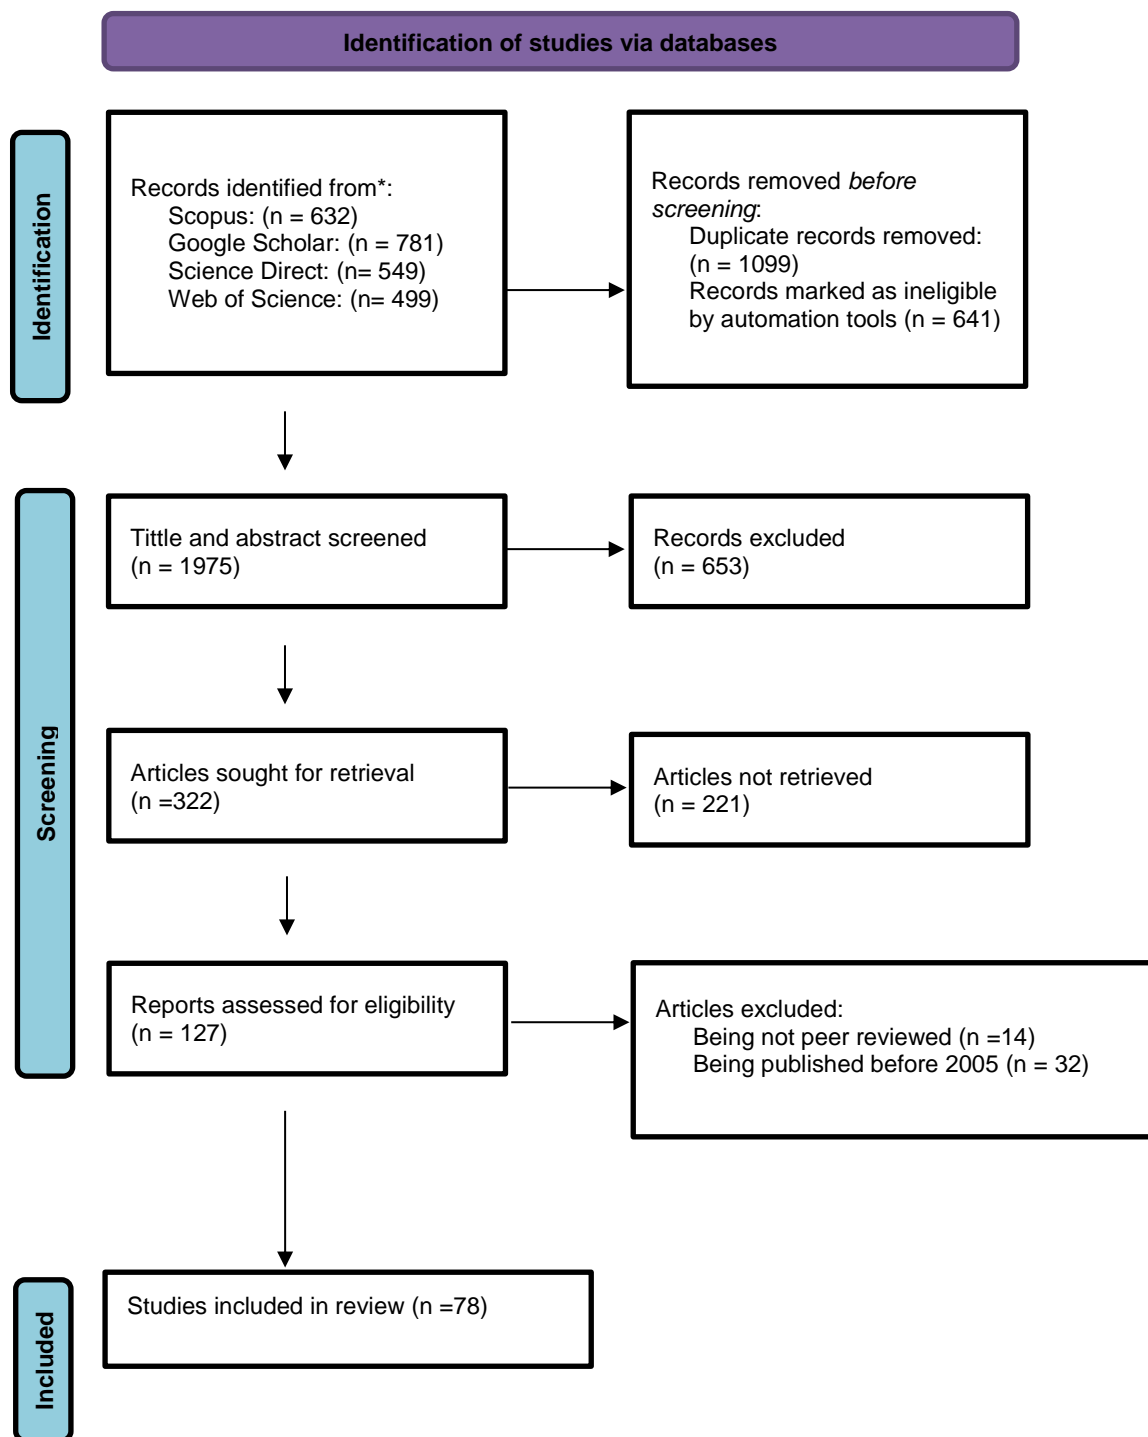 Identification of studies via databases
Identification
Records identified from*:
Scopus: (n = 632)
Google Scholar: (n = 781)
Science Direct: (n= 549)
Web of Science: (n= 499)
Records removed before
screening:
Duplicate records removed:
(n = 1099)
Records marked as ineligible
by automation tools (n = 641)
Screening
Tittle and abstract screened
(n = 1975)
Records excluded
(n = 653)
Articles sought for retrieval
(n =322)
Articles not retrieved
(n = 221)
Reports assessed for eligibility
(n = 127)
Articles excluded:
Being not peer reviewed (n =14)
Being published before 2005 (n = 32)
Included
Studies included in review (n =78)